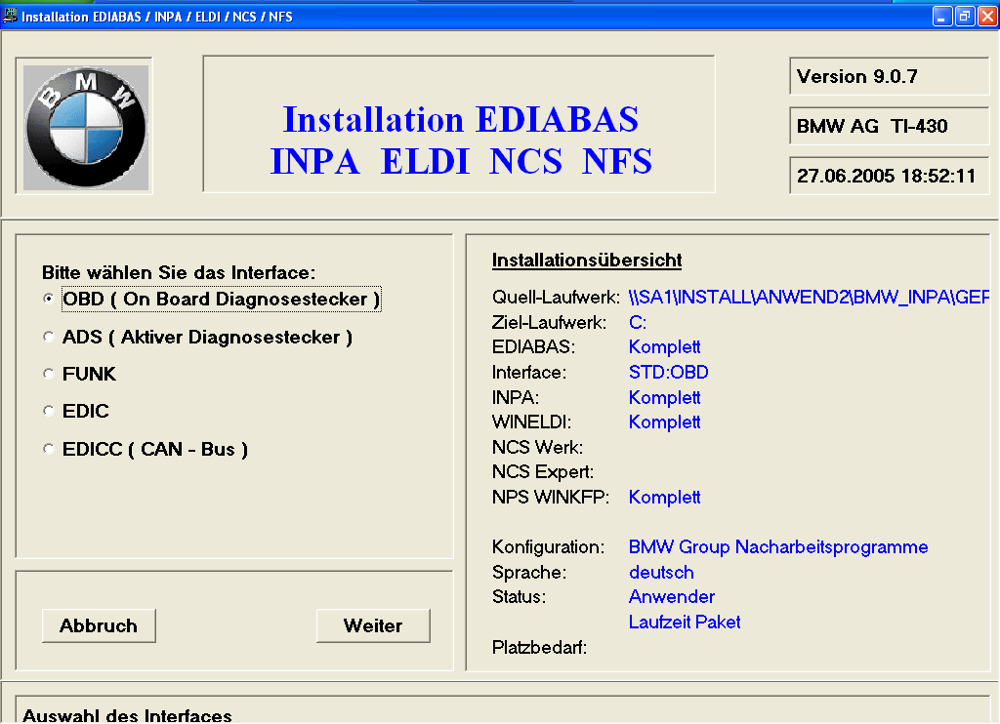 Installation EDIABAS / INPA / ELDI / NCS / NFS
BMW
Installation EDIABAS
INPA ELDI NCS NFS
Version 9.0.7
BMW AG TI-430
27.06.2005 18:52:11
Bitte wählen Sie das Interface:
OBD ( On Board Diagnosestecker )
ADS ( Aktiver Diagnosestecker )
FUNK
EDIC
EDICC ( CAN - Bus )
Abbruch
Weiter
Installationsübersicht
Quell-Laufwerk: \\SA1\INSTALL\ANWEND2\BMW_INPA\GER
Ziel-Laufwerk: C:
EDIABAS: Komplett
Interface: STD:OBD
INPA: Komplett
WINELDI: Komplett
NCS Werk:
NCS Expert:
NPS WINKFP: Komplett
Konfiguration: BMW Group Nacharbeitsprogramme
Sprache: deutsch
Status: Anwender
Laufzeit Paket
Platzbedarf:
Auswahl des Interfaces